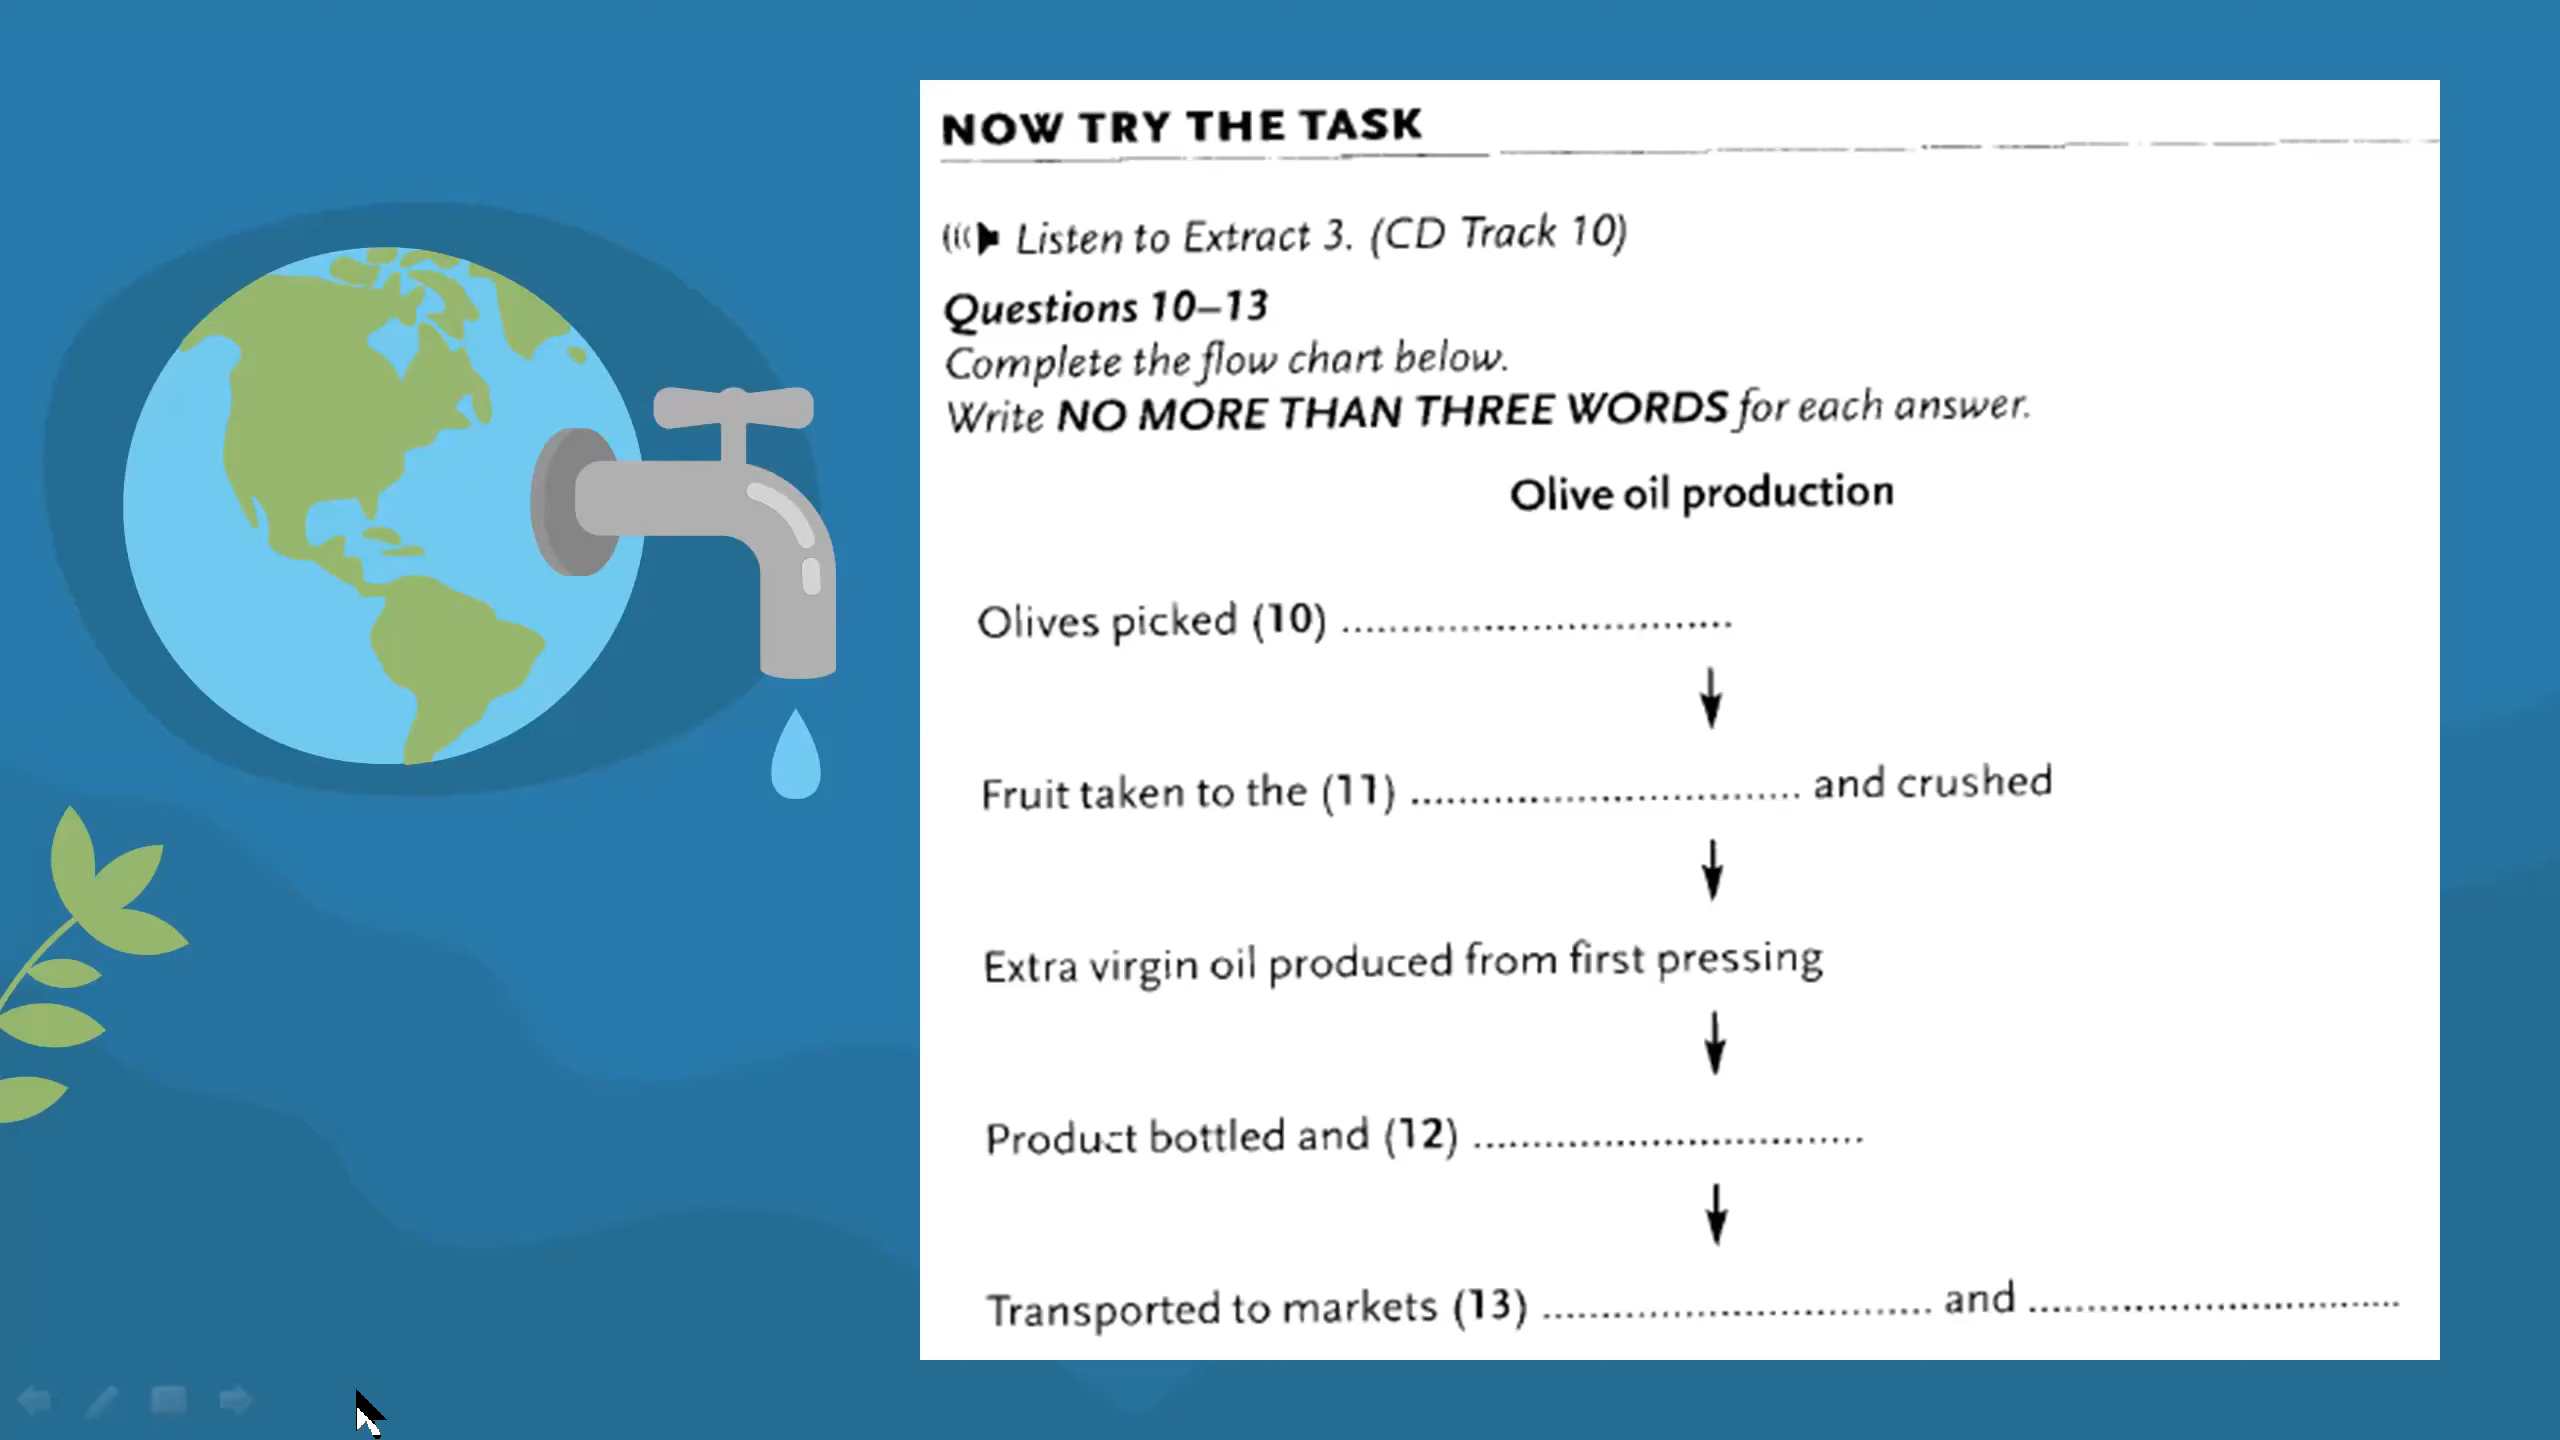 NOW TRY THE TASK
Listen to Extract 3. (CD Track 10)
Questions 10–13
Complete the flow chart below.
Write NO MORE THAN THREE WORDS for each answer.
Olive oil production
Olives picked (10) ..................................
Fruit taken to the (11) .................................. and crushed
Extra virgin oil produced from first pressing
Product bottled and (12) ..................................
Transported to markets (13) .................................. and ..................................